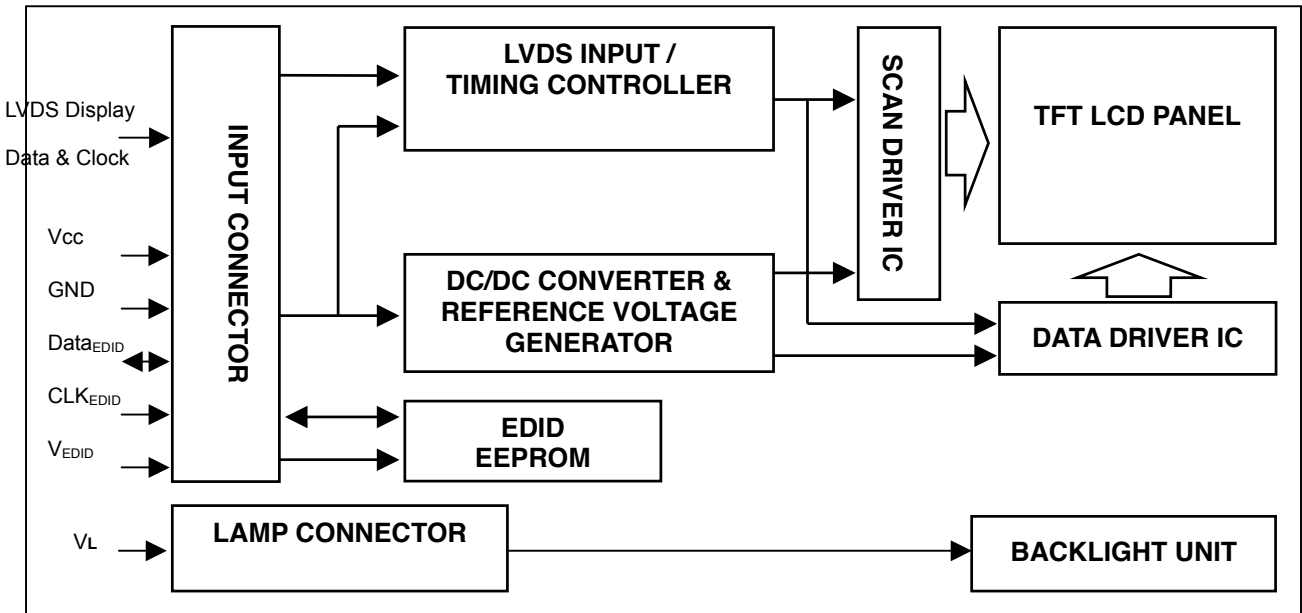 LVDS Display
Data & Clock
Vcc
GND
DataEDID
CLKEDID
VEDID
VL
INPUT CONNECTOR
LVDS INPUT /
TIMING CONTROLLER
DC/DC CONVERTER &
REFERENCE VOLTAGE
GENERATOR
EDID
EEPROM
LAMP CONNECTOR
SCAN DRIVER IC
TFT LCD PANEL
DATA DRIVER IC
BACKLIGHT UNIT